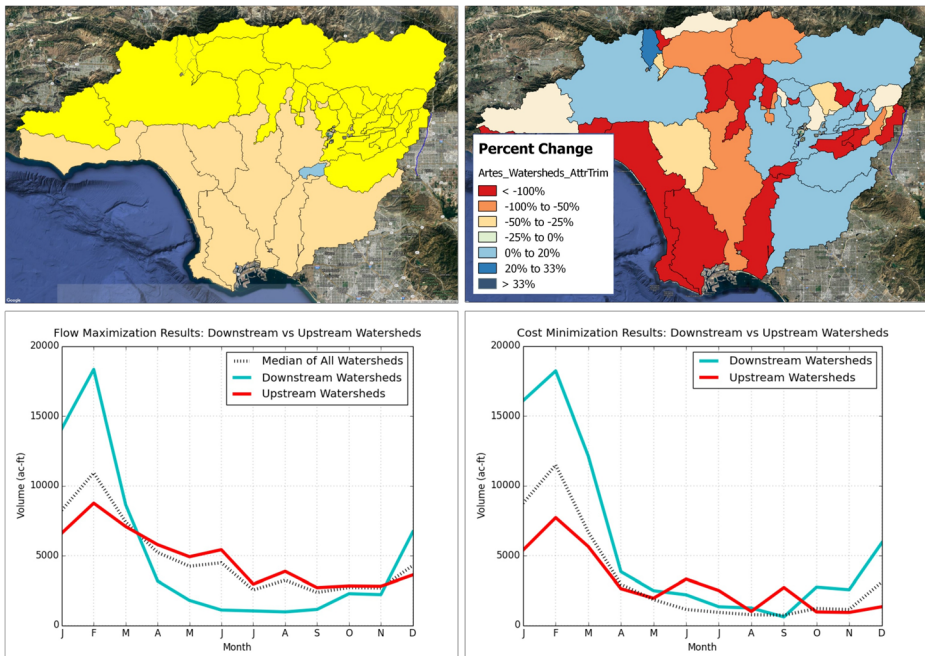 Google
Percent Change
Artes_Watersheds_AttrTrim
< -100%
-100% to -50%
-50% to -25%
-25% to 0%
0% to 20%
20% to 33%
> 33%
Flow Maximization Results: Downstream vs Upstream Watersheds
20000
15000
10000
5000
0
Volume (ac-ft)
Median of All Watersheds
Downstream Watersheds
Upstream Watersheds
J F M A M J J A S O N D
Month
Cost Minimization Results: Downstream vs Upstream Watersheds
20000
15000
10000
5000
0
Volume (ac-ft)
Downstream Watersheds
Upstream Watersheds
J F M A M J J A S O N D
Month